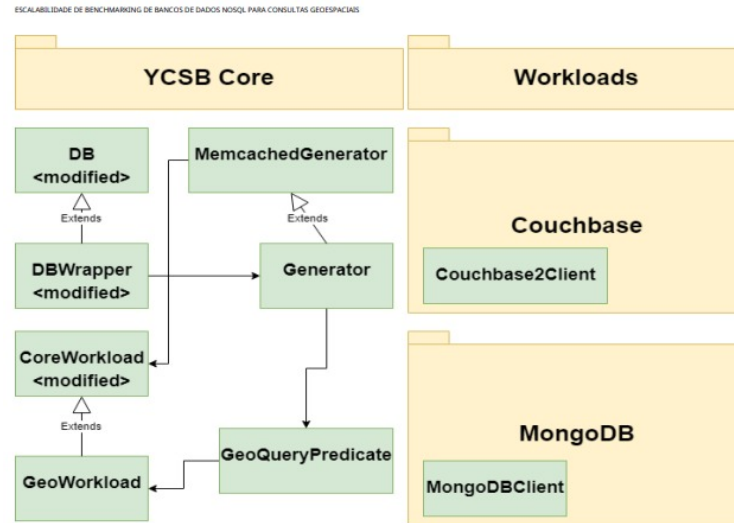 ESCALABILIDADE DE BENCHMARKING DE BANCOS DE DADOS NOSQL PARA CONSULTAS GEOESPACIAIS
YCSB Core
Workloads
DB
<modified>
MemcachedGenerator
Extends
Extends
DBWrapper
<modified>
Generator
Couchbase
Couchbase2Client
CoreWorkload
<modified>
Extends
GeoQueryPredicate
GeoWorkload
MongoDB
MongoDBClient